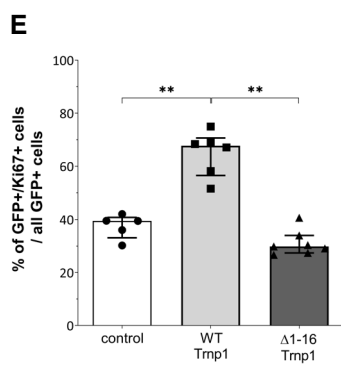 E
% of GFP+/Ki67+ cells
/ all GFP+ cells
100
80
60
40
20
0
** **
control
WT
Trnp1
Δ1-16
Trnp1